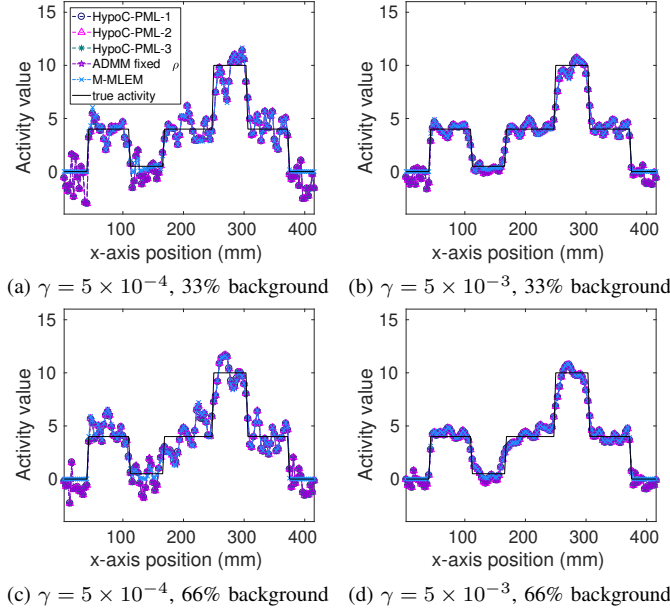 HypoC-PML-1
HypoC-PML-2
HypoC-PML-3
ADMM fixed ρ
M-MLEM
true activity
15
10
5
0
Activity value
100 200 300 400
x-axis position (mm)
15
10
5
0
Activity value
100 200 300 400
x-axis position (mm)
(a) γ = 5 × 10⁻⁴, 33% background
(b) γ = 5 × 10⁻³, 33% background
15
10
5
0
Activity value
100 200 300 400
x-axis position (mm)
15
10
5
0
Activity value
100 200 300 400
x-axis position (mm)
(c) γ = 5 × 10⁻⁴, 66% background
(d) γ = 5 × 10⁻³, 66% background